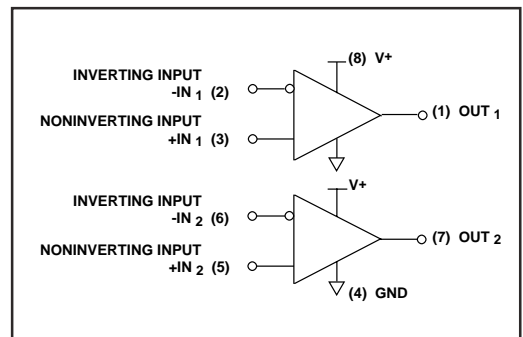 (8) V+
INVERTING INPUT
-IN 1 (2)
(1) OUT 1
NONINVERTING INPUT
+IN 1 (3)
V+
INVERTING INPUT
-IN 2 (6)
(7) OUT 2
NONINVERTING INPUT
+IN 2 (5)
(4) GND